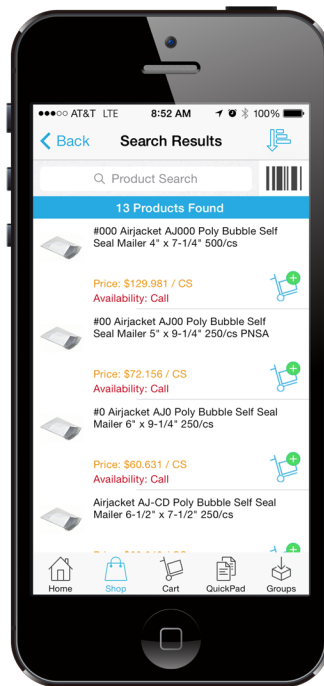 AT&T LTE 8:52 AM 100%
Back Search Results
Product Search
13 Products Found
#000 Airjacket AJ000 Poly Bubble Self
Seal Mailer 4" x 7-1/4" 500/cs
Price: $129.981 / CS
Availability: Call
#00 Airjacket AJ00 Poly Bubble Self
Seal Mailer 5" x 9-1/4" 250/cs PNSA
Price: $72.156 / CS
Availability: Call
#0 Airjacket AJ0 Poly Bubble Self Seal
Mailer 6" x 9-1/4" 250/cs
Price: $60.631 / CS
Availability: Call
Airjacket AJ-CD Poly Bubble Self Seal
Mailer 6-1/2" x 7-1/2" 250/cs
Home Shop Cart QuickPad Groups